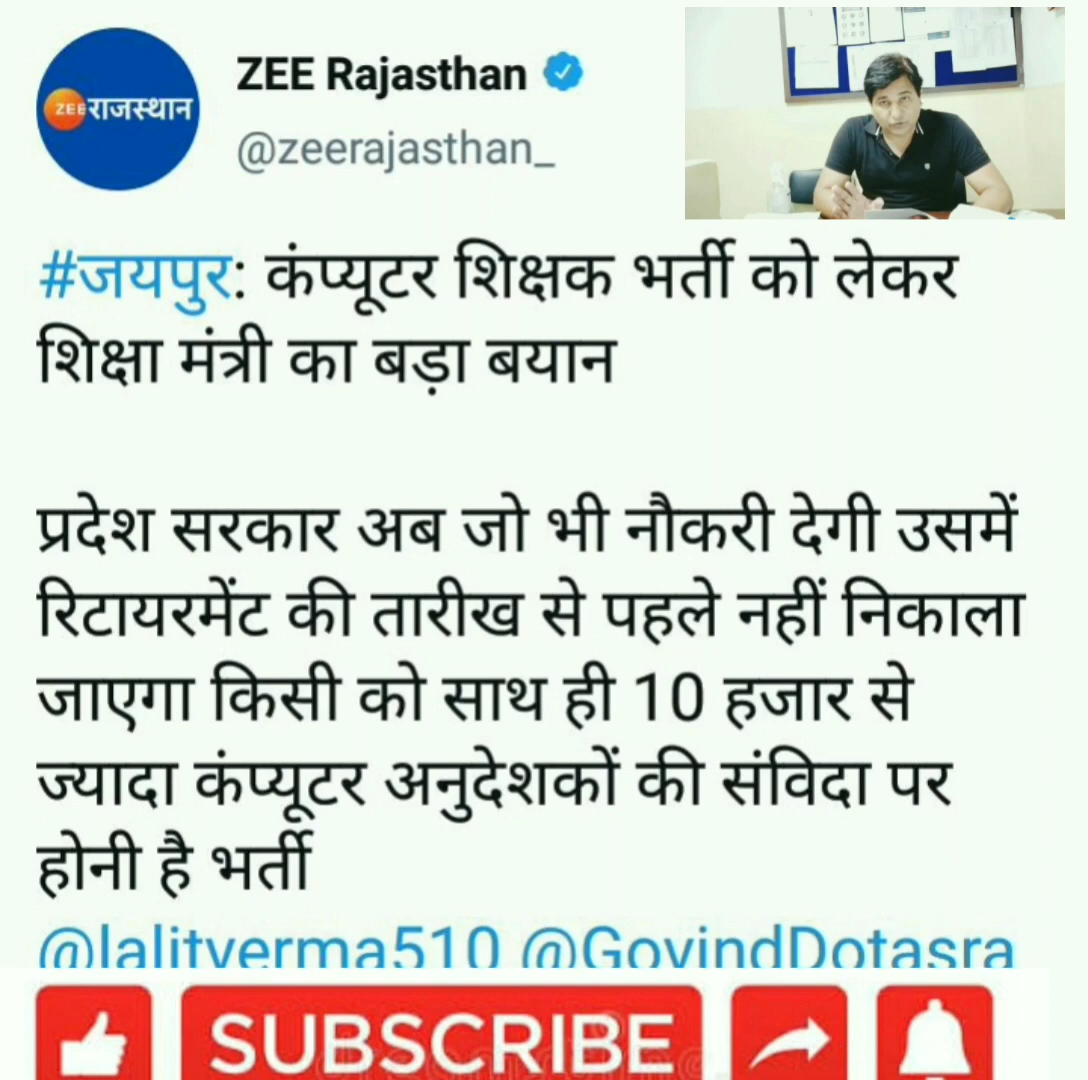 ZEE राजस्थान
ZEE Rajasthan
@zeerajasthan_
#जयपुर: कंप्यूटर शिक्षक भर्ती को लेकर
शिक्षा मंत्री का बड़ा बयान
प्रदेश सरकार अब जो भी नौकरी देगी उसमें
रिटायरमेंट की तारीख से पहले नहीं निकाला
जाएगा किसी को साथ ही 10 हजार से
ज्यादा कंप्यूटर अनुदेशकों की संविदा पर
होनी है भर्ती
@lalitverma510 @GovindDotasra
SUBSCRIBE